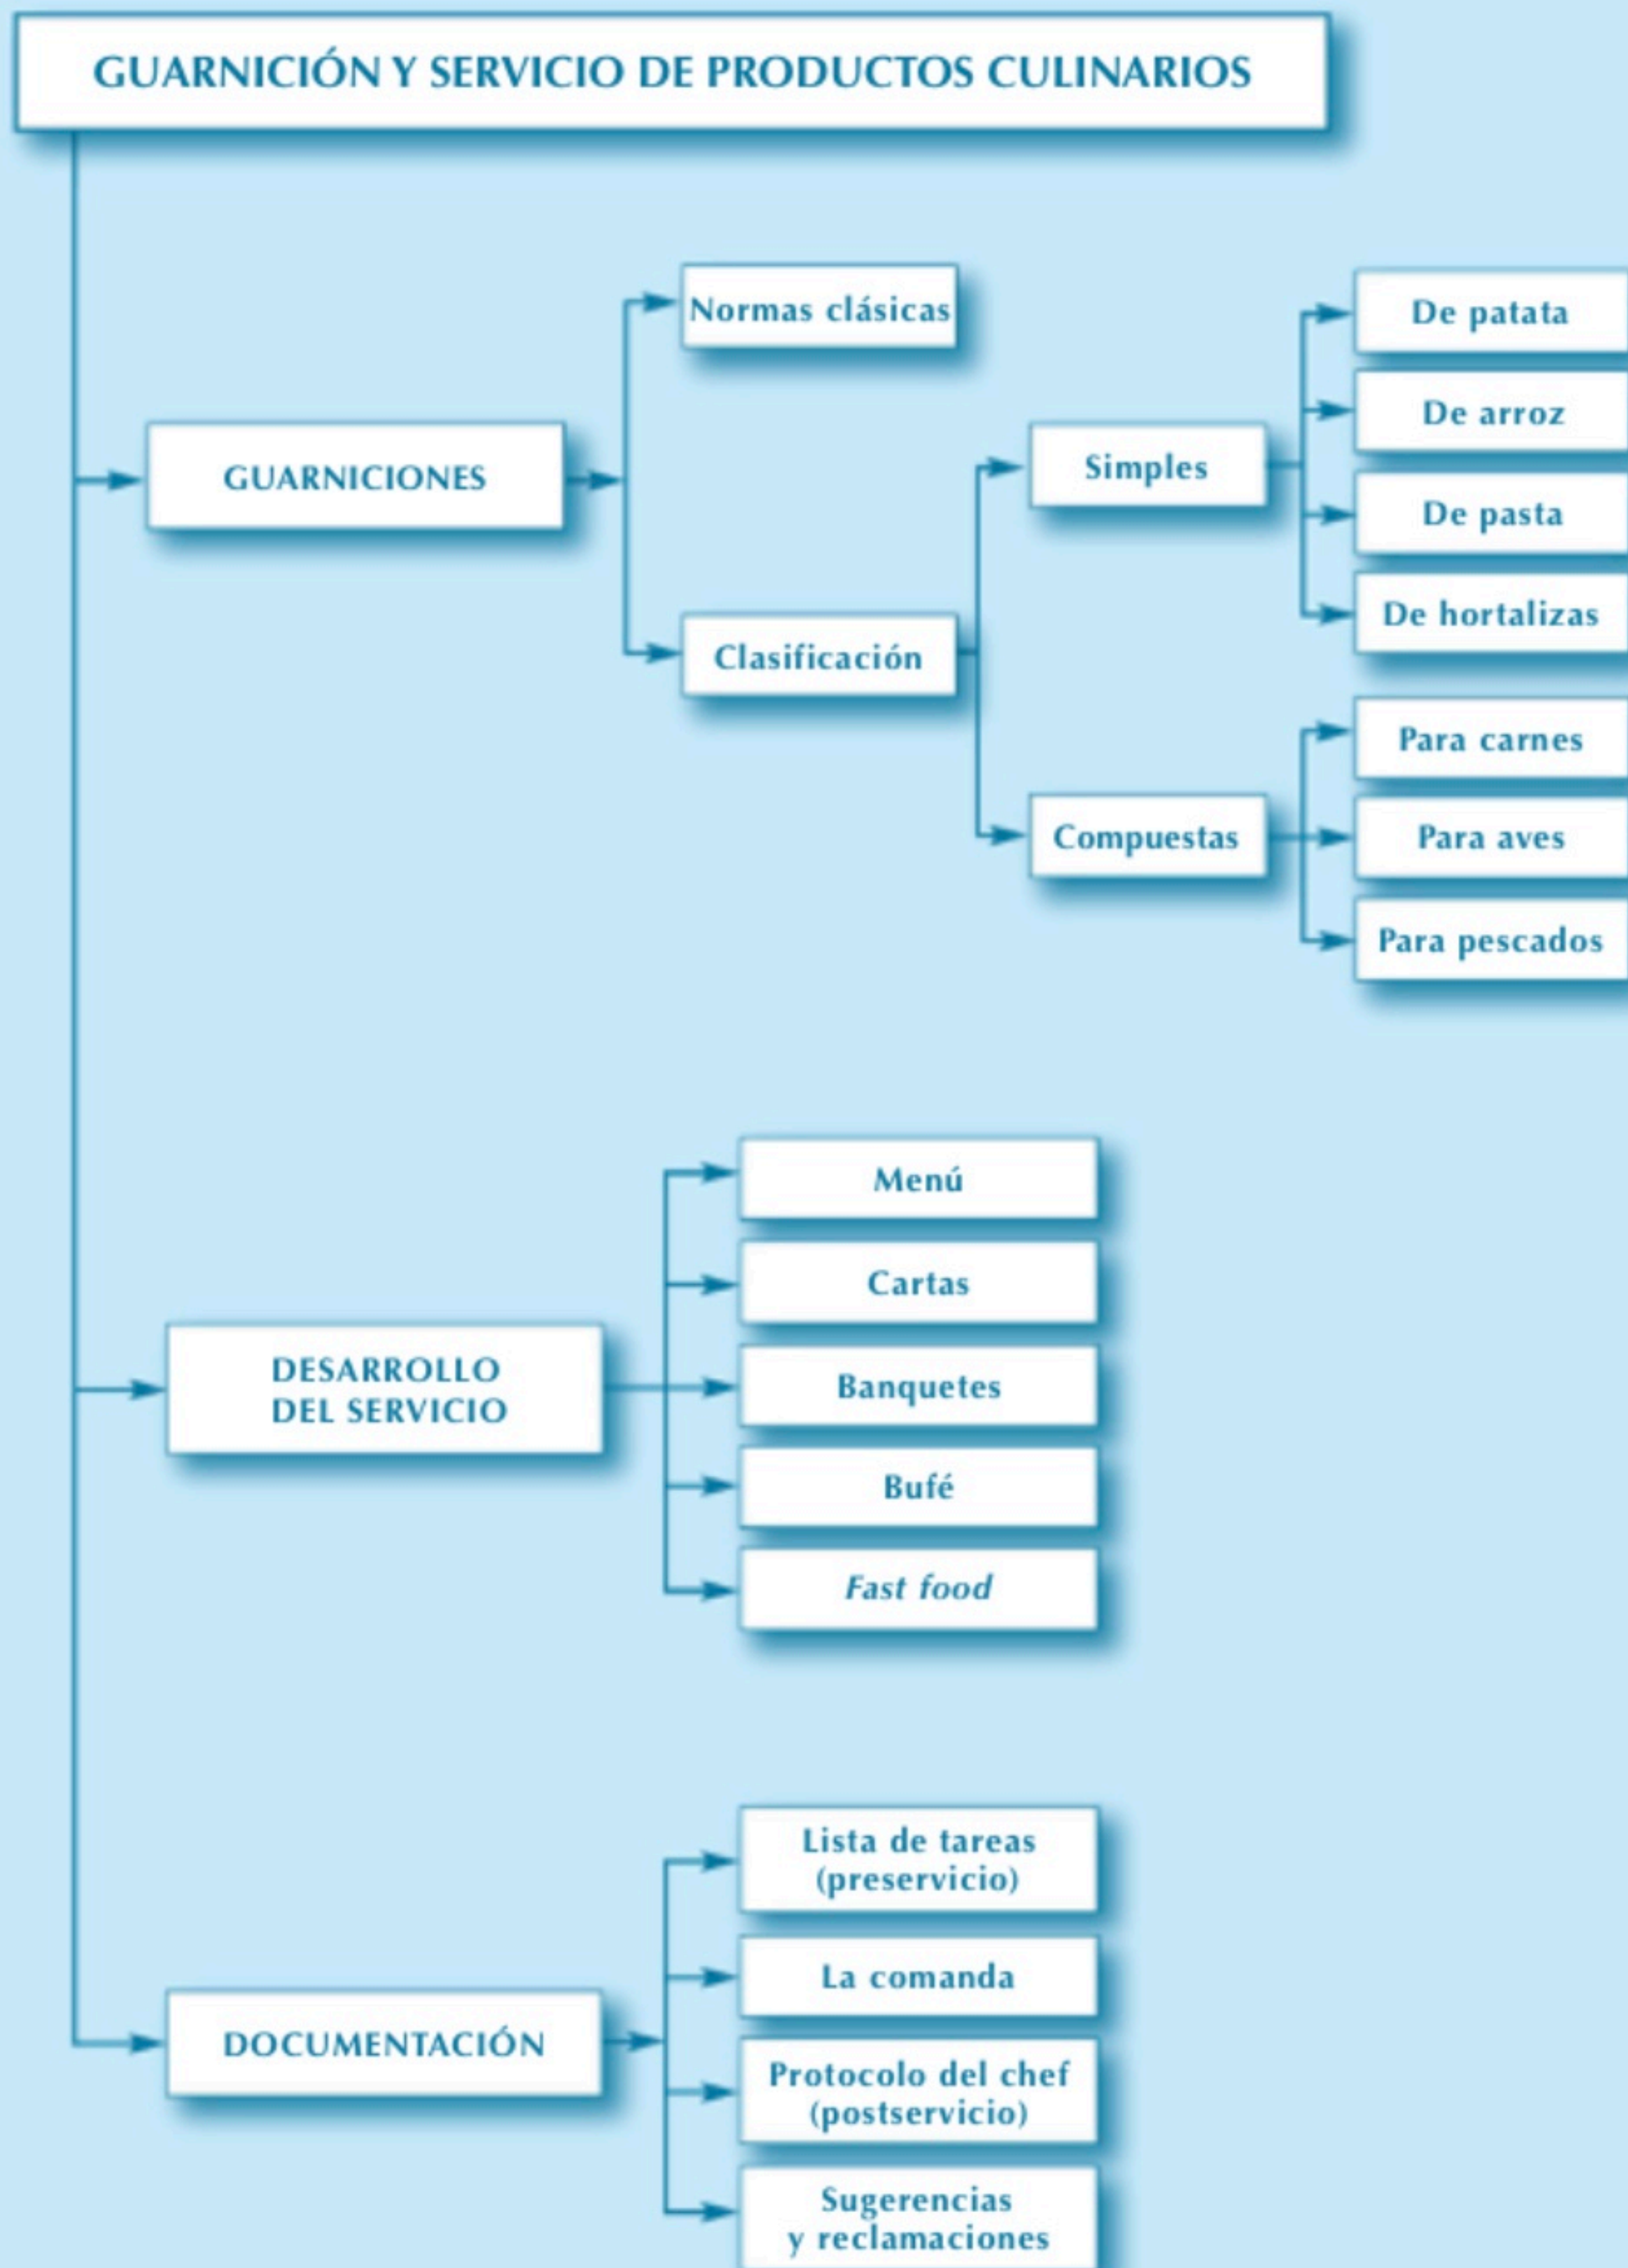 GUARNICIÓN Y SERVICIO DE PRODUCTOS CULINARIOS
GUARNICIONES
Normas clásicas
Clasificación
Simples
De patata
De arroz
De pasta
De hortalizas
Compuestas
Para carnes
Para aves
Para pescados
DESARROLLO
DEL SERVICIO
Menú
Cartas
Banquetes
Bufé
Fast food
DOCUMENTACIÓN
Lista de tareas
(preservicio)
La comanda
Protocolo del chef
(postservicio)
Sugerencias
y reclamaciones